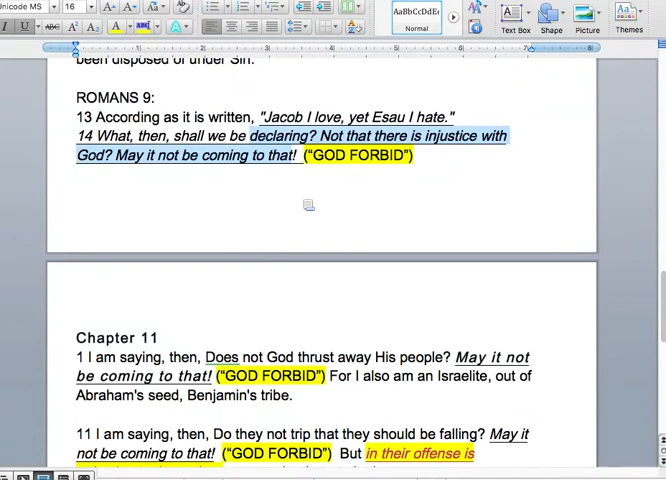 Unicode MS 16
AaBbCcDdE
Normal
Text Box Shape Picture Themes
been disposed of under Sin.
ROMANS 9:
13 According as it is written, "Jacob I love, yet Esau I hate."
14 What, then, shall we be declaring? Not that there is injustice with
God? May it not be coming to that! (“GOD FORBID”)
Chapter 11
1 I am saying, then, Does not God thrust away His people? May it not
be coming to that! (“GOD FORBID”) For I also am an Israelite, out of
Abraham's seed, Benjamin's tribe.
11 I am saying, then, Do they not trip that they should be falling? May it
not be coming to that! (“GOD FORBID”) But in their offense is